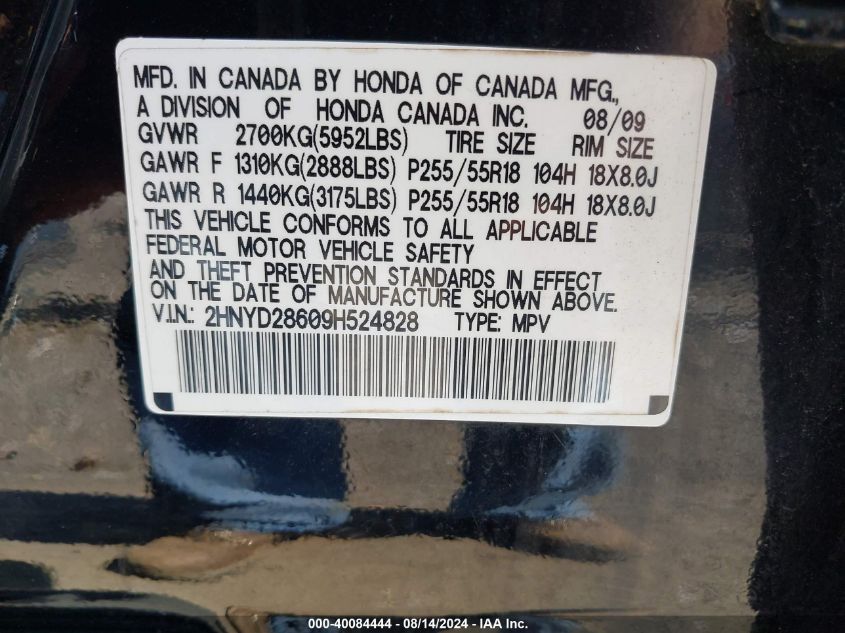 MFD. IN CANADA BY HONDA OF CANADA MFG.,
A DIVISION OF HONDA CANADA INC. 08/09
GVWR 2700KG(5952LBS) TIRE SIZE RIM SIZE
GAWR F 1310KG(2888LBS) P255/55R18 104H 18X8.0J
GAWR R 1440KG(3175LBS) P255/55R18 104H 18X8.0J
THIS VEHICLE CONFORMS TO ALL APPLICABLE
FEDERAL MOTOR VEHICLE SAFETY
AND THEFT PREVENTION STANDARDS IN EFFECT
ON THE DATE OF MANUFACTURE SHOWN ABOVE.
V.I.N.: 2HNYD28609H524828 TYPE: MPV
000-40084444 - 08/14/2024 - IAA Inc.